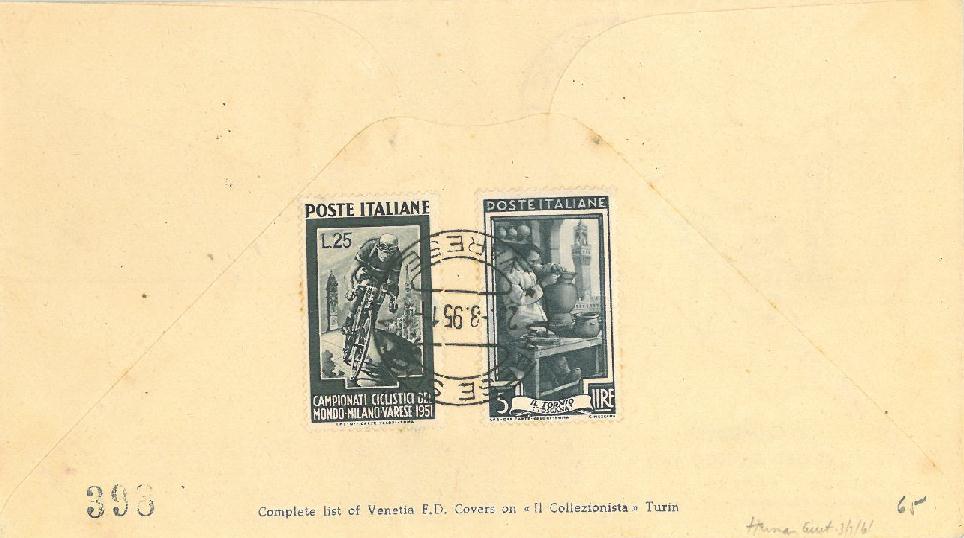 POSTE ITALIANE
L.25
CAMPIONATI CICLISTICI DEL
MONDO-MILANO-VARESE 1951
POSTE ITALIANE
5 LIRE
IL TORNIO
VARESE
.8.951
398
Complete list of Venetia F.D. Covers on « Il Collezionista » Turin
65